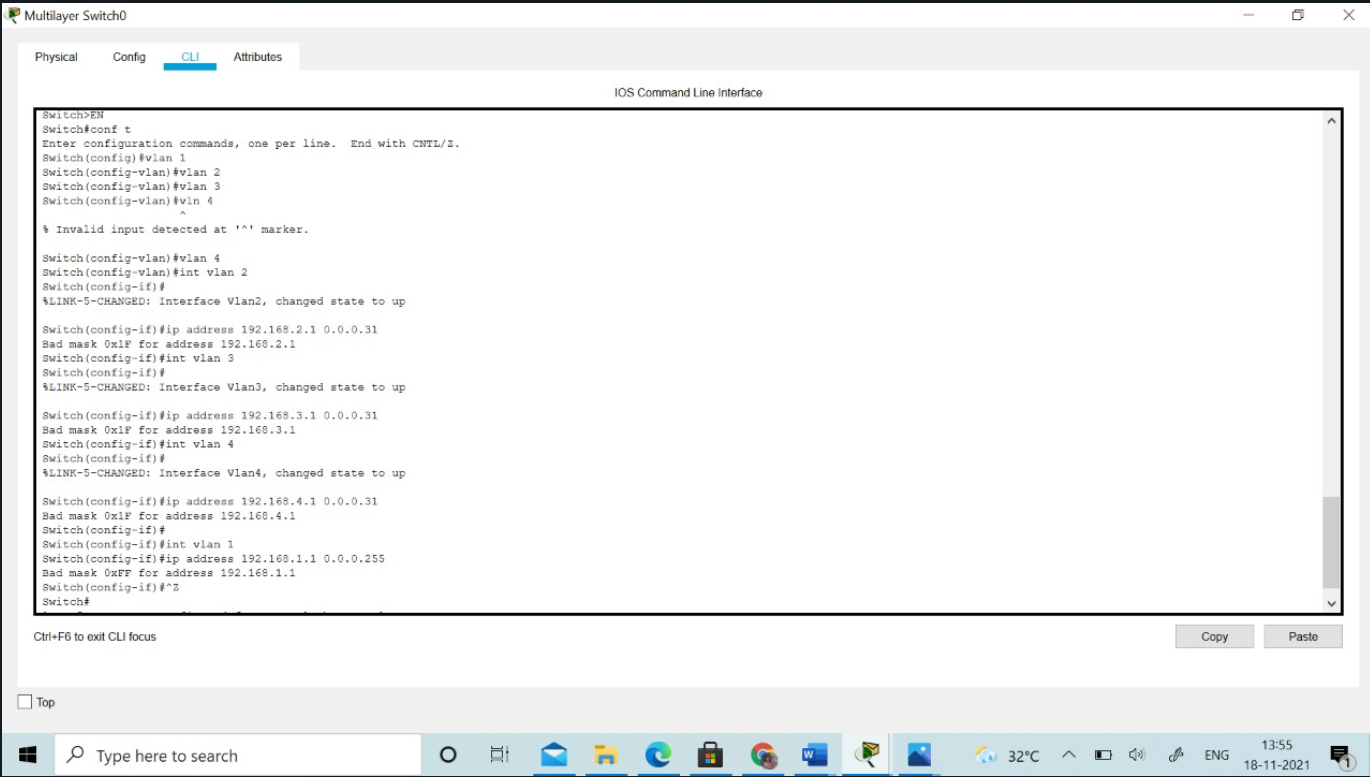 Multilayer Switch0
Physical Config CLI Attributes
IOS Command Line Interface
Switch>EN
Switch#conf t
Enter configuration commands, one per line.  End with CNTL/Z.
Switch(config)#vlan 1
Switch(config-vlan)#vlan 2
Switch(config-vlan)#vlan 3
Switch(config-vlan)#vln 4
^
% Invalid input detected at '^' marker.
Switch(config-vlan)#vlan 4
Switch(config-vlan)#int vlan 2
Switch(config-if)#
%LINK-5-CHANGED: Interface Vlan2, changed state to up
Switch(config-if)#ip address 192.168.2.1 0.0.0.31
Bad mask 0x1F for address 192.168.2.1
Switch(config-if)#int vlan 3
Switch(config-if)#
%LINK-5-CHANGED: Interface Vlan3, changed state to up
Switch(config-if)#ip address 192.168.3.1 0.0.0.31
Bad mask 0x1F for address 192.168.3.1
Switch(config-if)#int vlan 4
Switch(config-if)#
%LINK-5-CHANGED: Interface Vlan4, changed state to up
Switch(config-if)#ip address 192.168.4.1 0.0.0.31
Bad mask 0x1F for address 192.168.4.1
Switch(config-if)#
Switch(config-if)#int vlan 1
Switch(config-if)#ip address 192.168.1.1 0.0.0.255
Bad mask 0xFF for address 192.168.1.1
Switch(config-if)#^Z
Switch#
Ctrl+F6 to exit CLI focus
Copy Paste
Top
Type here to search
32°C
ENG
13:55
18-11-2021
1